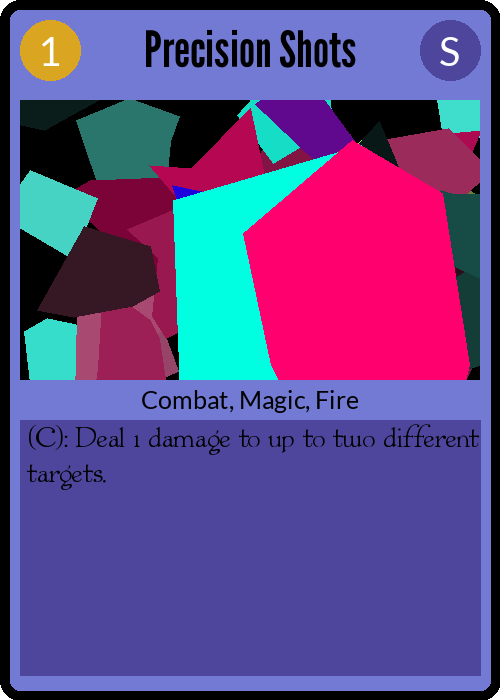 1
Precision Shots
S
Combat, Magic, Fire
(C): Deal 1 damage to up to two different
targets.